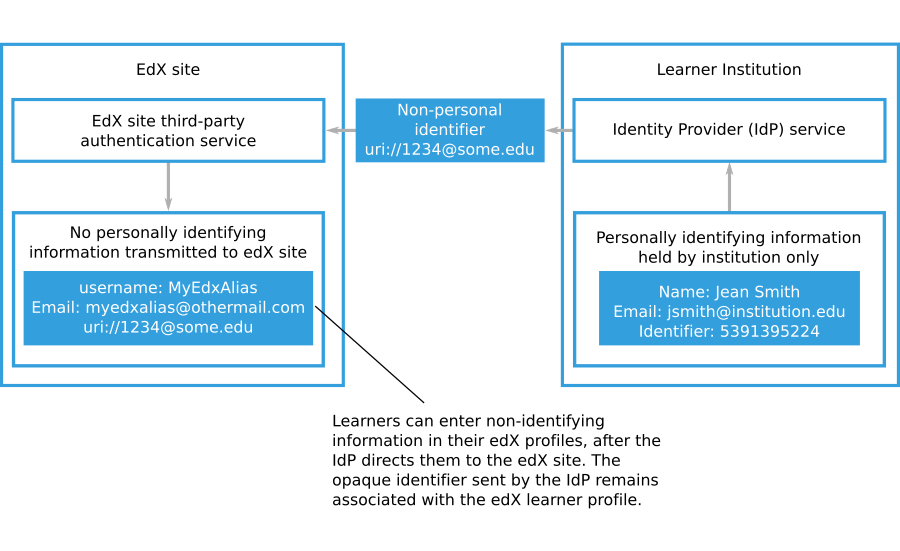 EdX site
EdX site third-party
authentication service
No personally identifying
information transmitted to edX site
username: MyEdxAlias
Email: myedxalias@othermail.com
uri://1234@some.edu
Non-personal
identifier
uri://1234@some.edu
Learner Institution
Identity Provider (IdP) service
Personally identifying information
held by institution only
Name: Jean Smith
Email: jsmith@institution.edu
Identifier: 5391395224
Learners can enter non-identifying
information in their edX profiles, after the
IdP directs them to the edX site. The
opaque identifier sent by the IdP remains
associated with the edX learner profile.